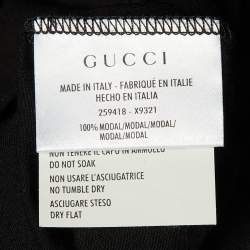 GUCCI
MADE IN ITALY - FABRIQUÉ EN ITALIE
HECHO EN ITALIA
259418 - X9321
100% MODAL/MODAL/MODAL/
MODAL/MODAL
NON TENERE IL CAPO IN AMMOLLO
DO NOT SOAK
NON USARE L'ASCIUGATRICE
NO TUMBLE DRY
ASCIUGARE STESO
DRY FLAT